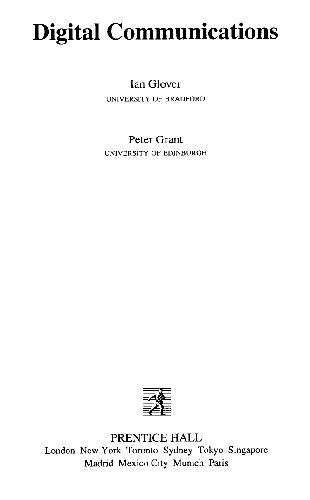 Digital Communications
Ian Glover
UNIVERSITY OF BRADFORD
Peter Grant
UNIVERSITY OF EDINBURGH
PRENTICE HALL
London New York Toronto Sydney Tokyo Singapore
Madrid Mexico City Munich Paris